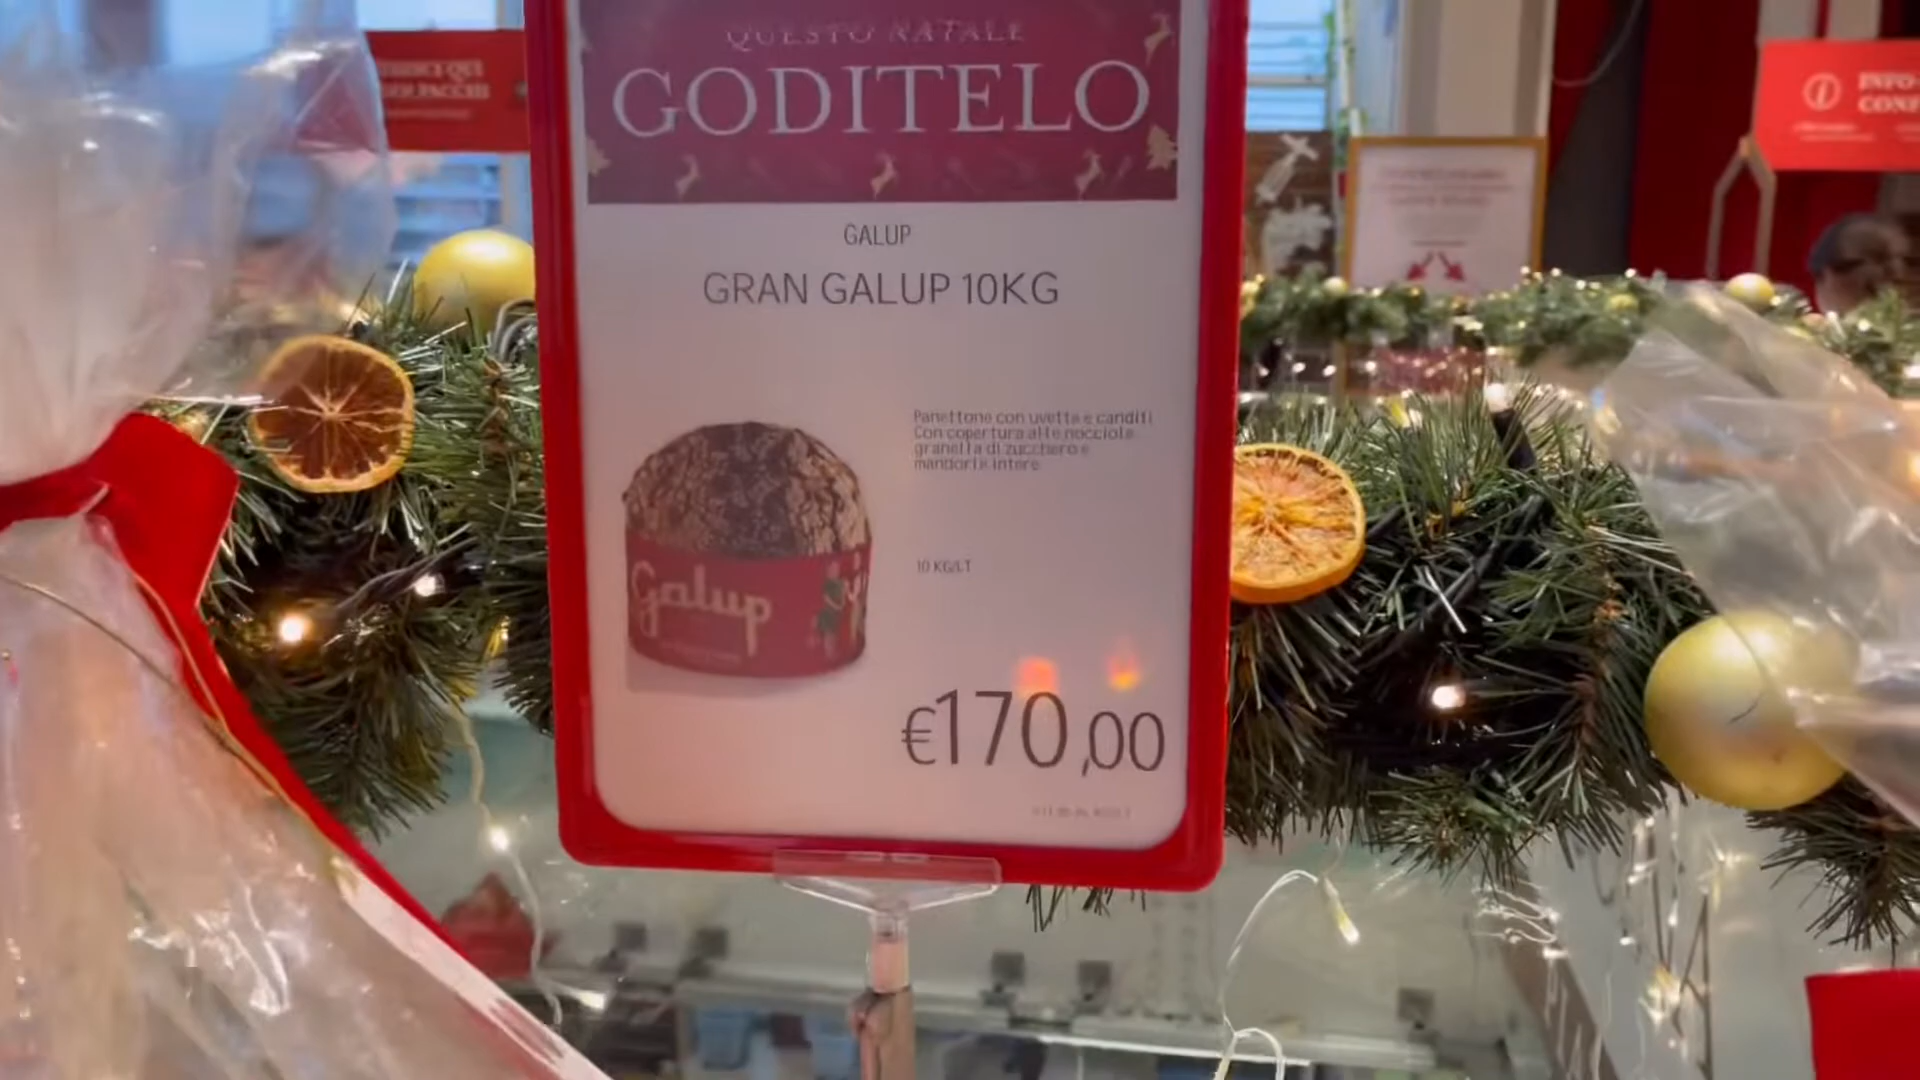 QUESTO NATALE
GODITELO
GALUP
GRAN GALUP 10KG
Panettone con uvetta e canditi
Con copertura alle nocciole
granella di zucchero e
mandorle intere
Galup
10 KG/LT
€170,00
INFO